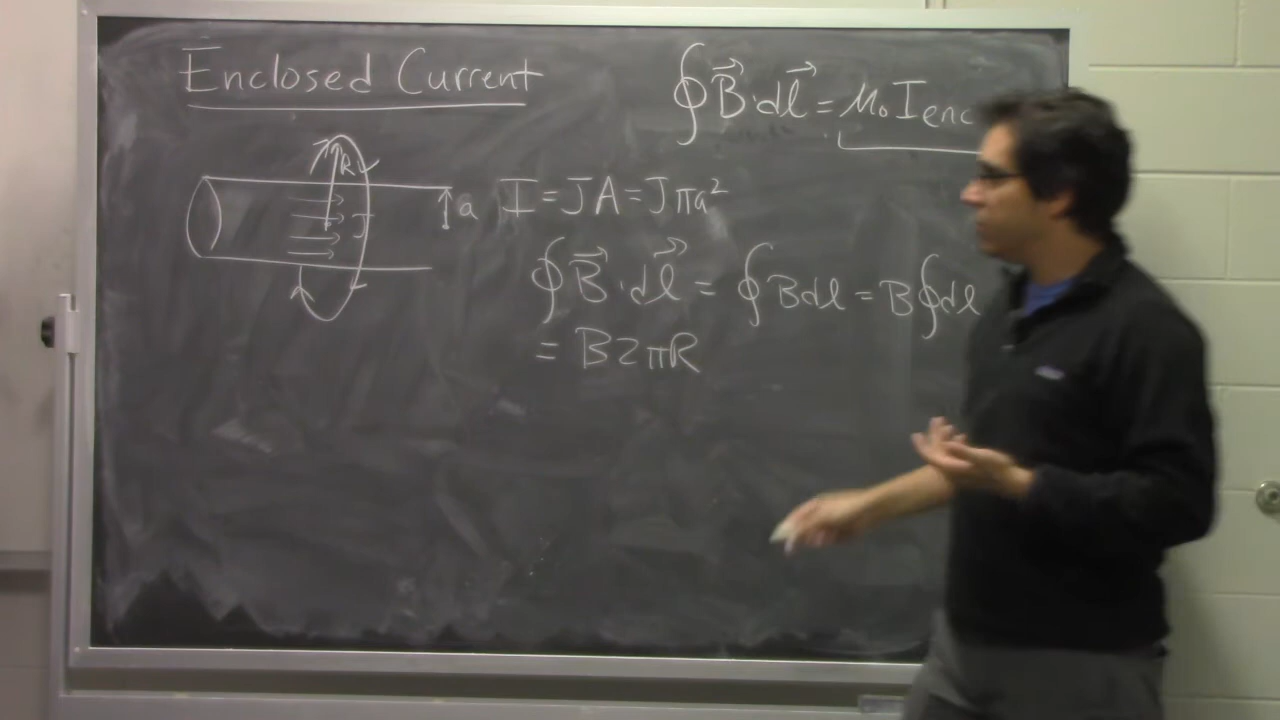 Enclosed Current
∮B⃗·dl⃗ = μ₀Ienc
R
J
a
I = JA = Jπa²
∮B⃗·dl⃗ = ∮Bdl = B∮dl
= B2πR